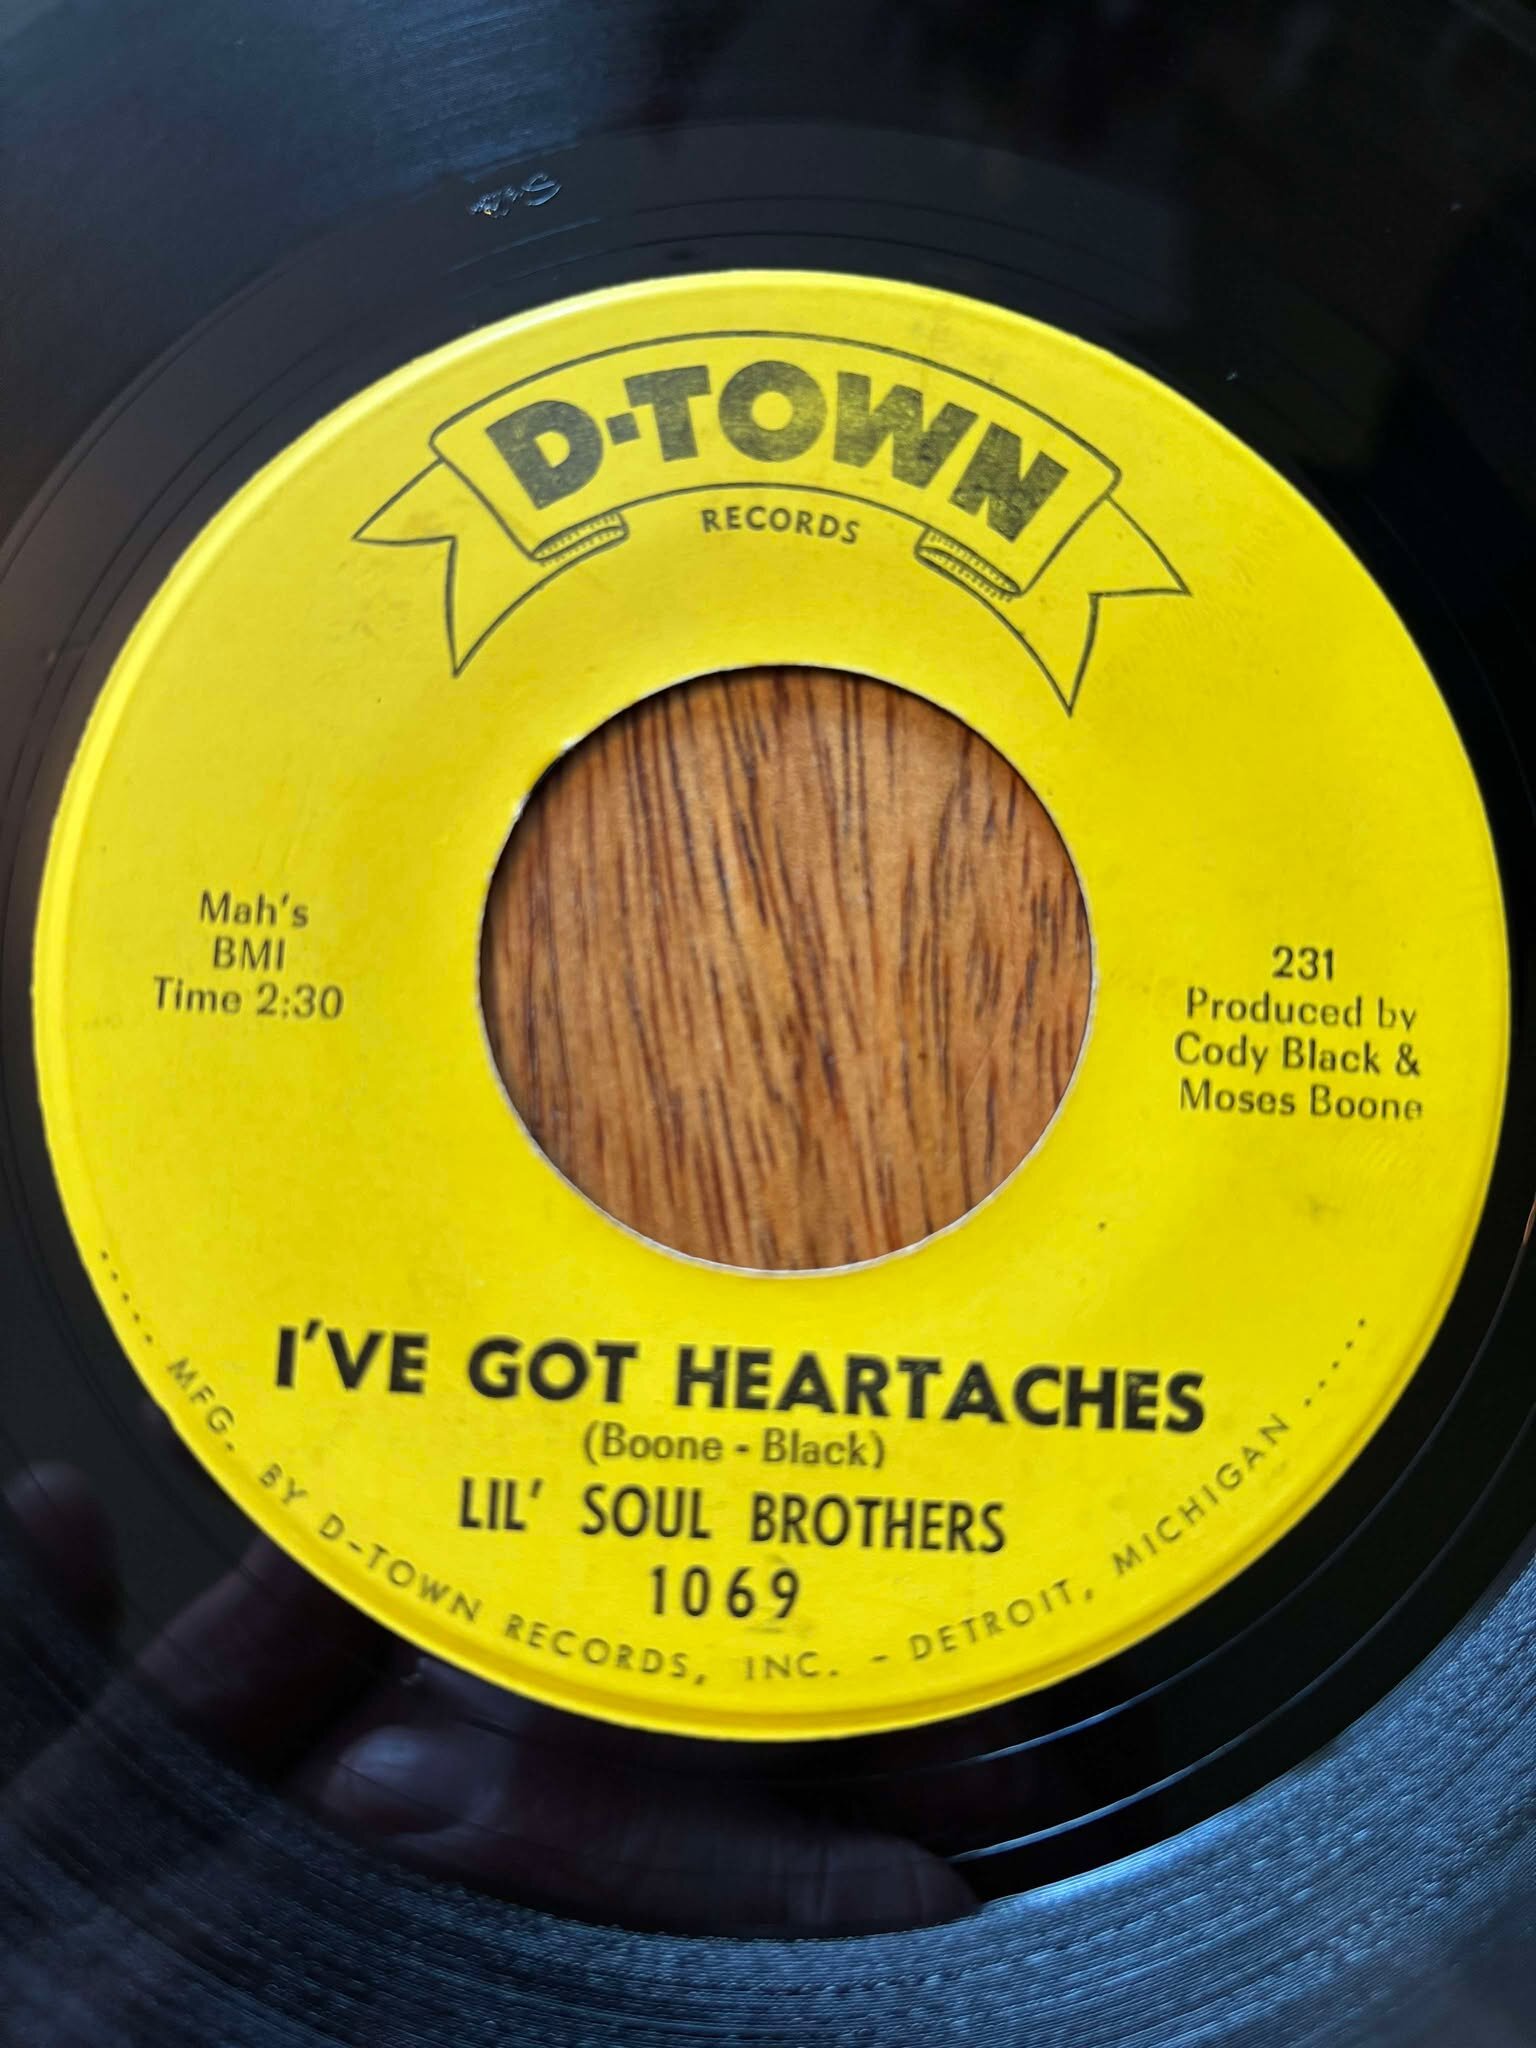 D-TOWN
RECORDS
Mah's
BMI
Time 2:30
231
Produced by
Cody Black &
Moses Boone
I'VE GOT HEARTACHES
(Boone - Black)
LIL' SOUL BROTHERS
1069
..... MFG. BY D-TOWN RECORDS, INC. - DETROIT, MICHIGAN .....